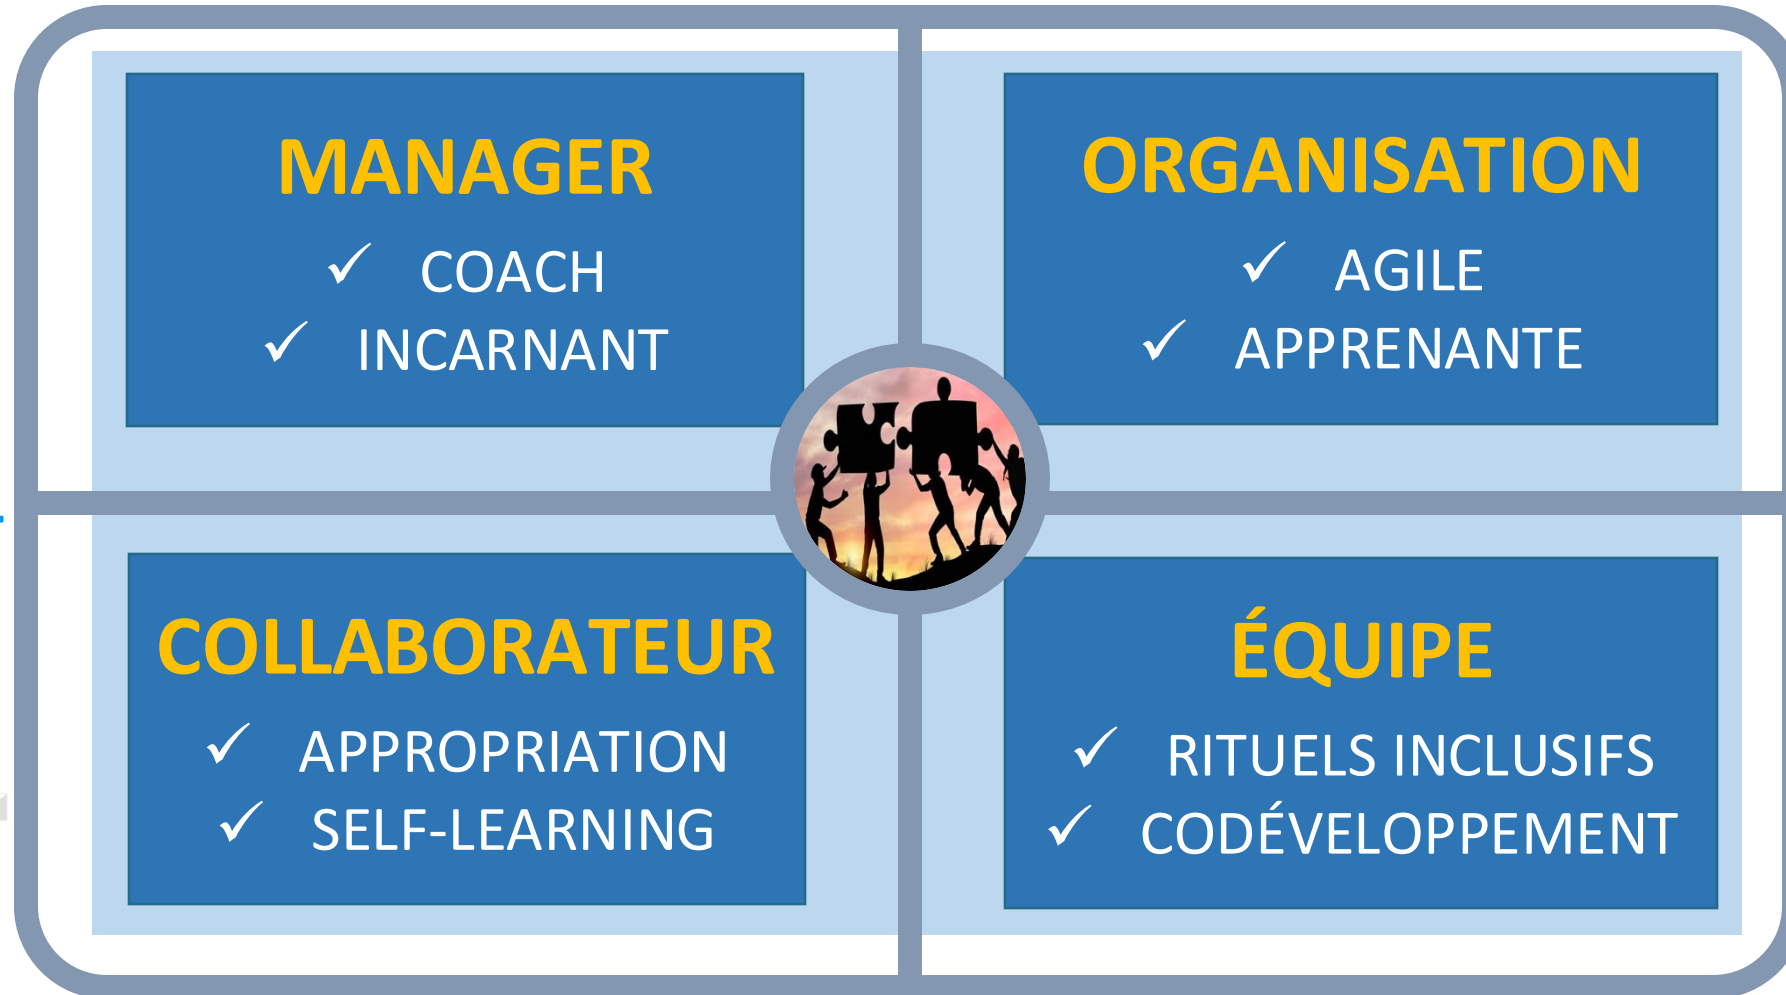 MANAGER
✓ COACH
✓ INCARNANT
ORGANISATION
✓ AGILE
✓ APPRENANTE
COLLABORATEUR
✓ APPROPRIATION
✓ SELF-LEARNING
ÉQUIPE
✓ RITUELS INCLUSIFS
✓ CODÉVELOPPEMENT